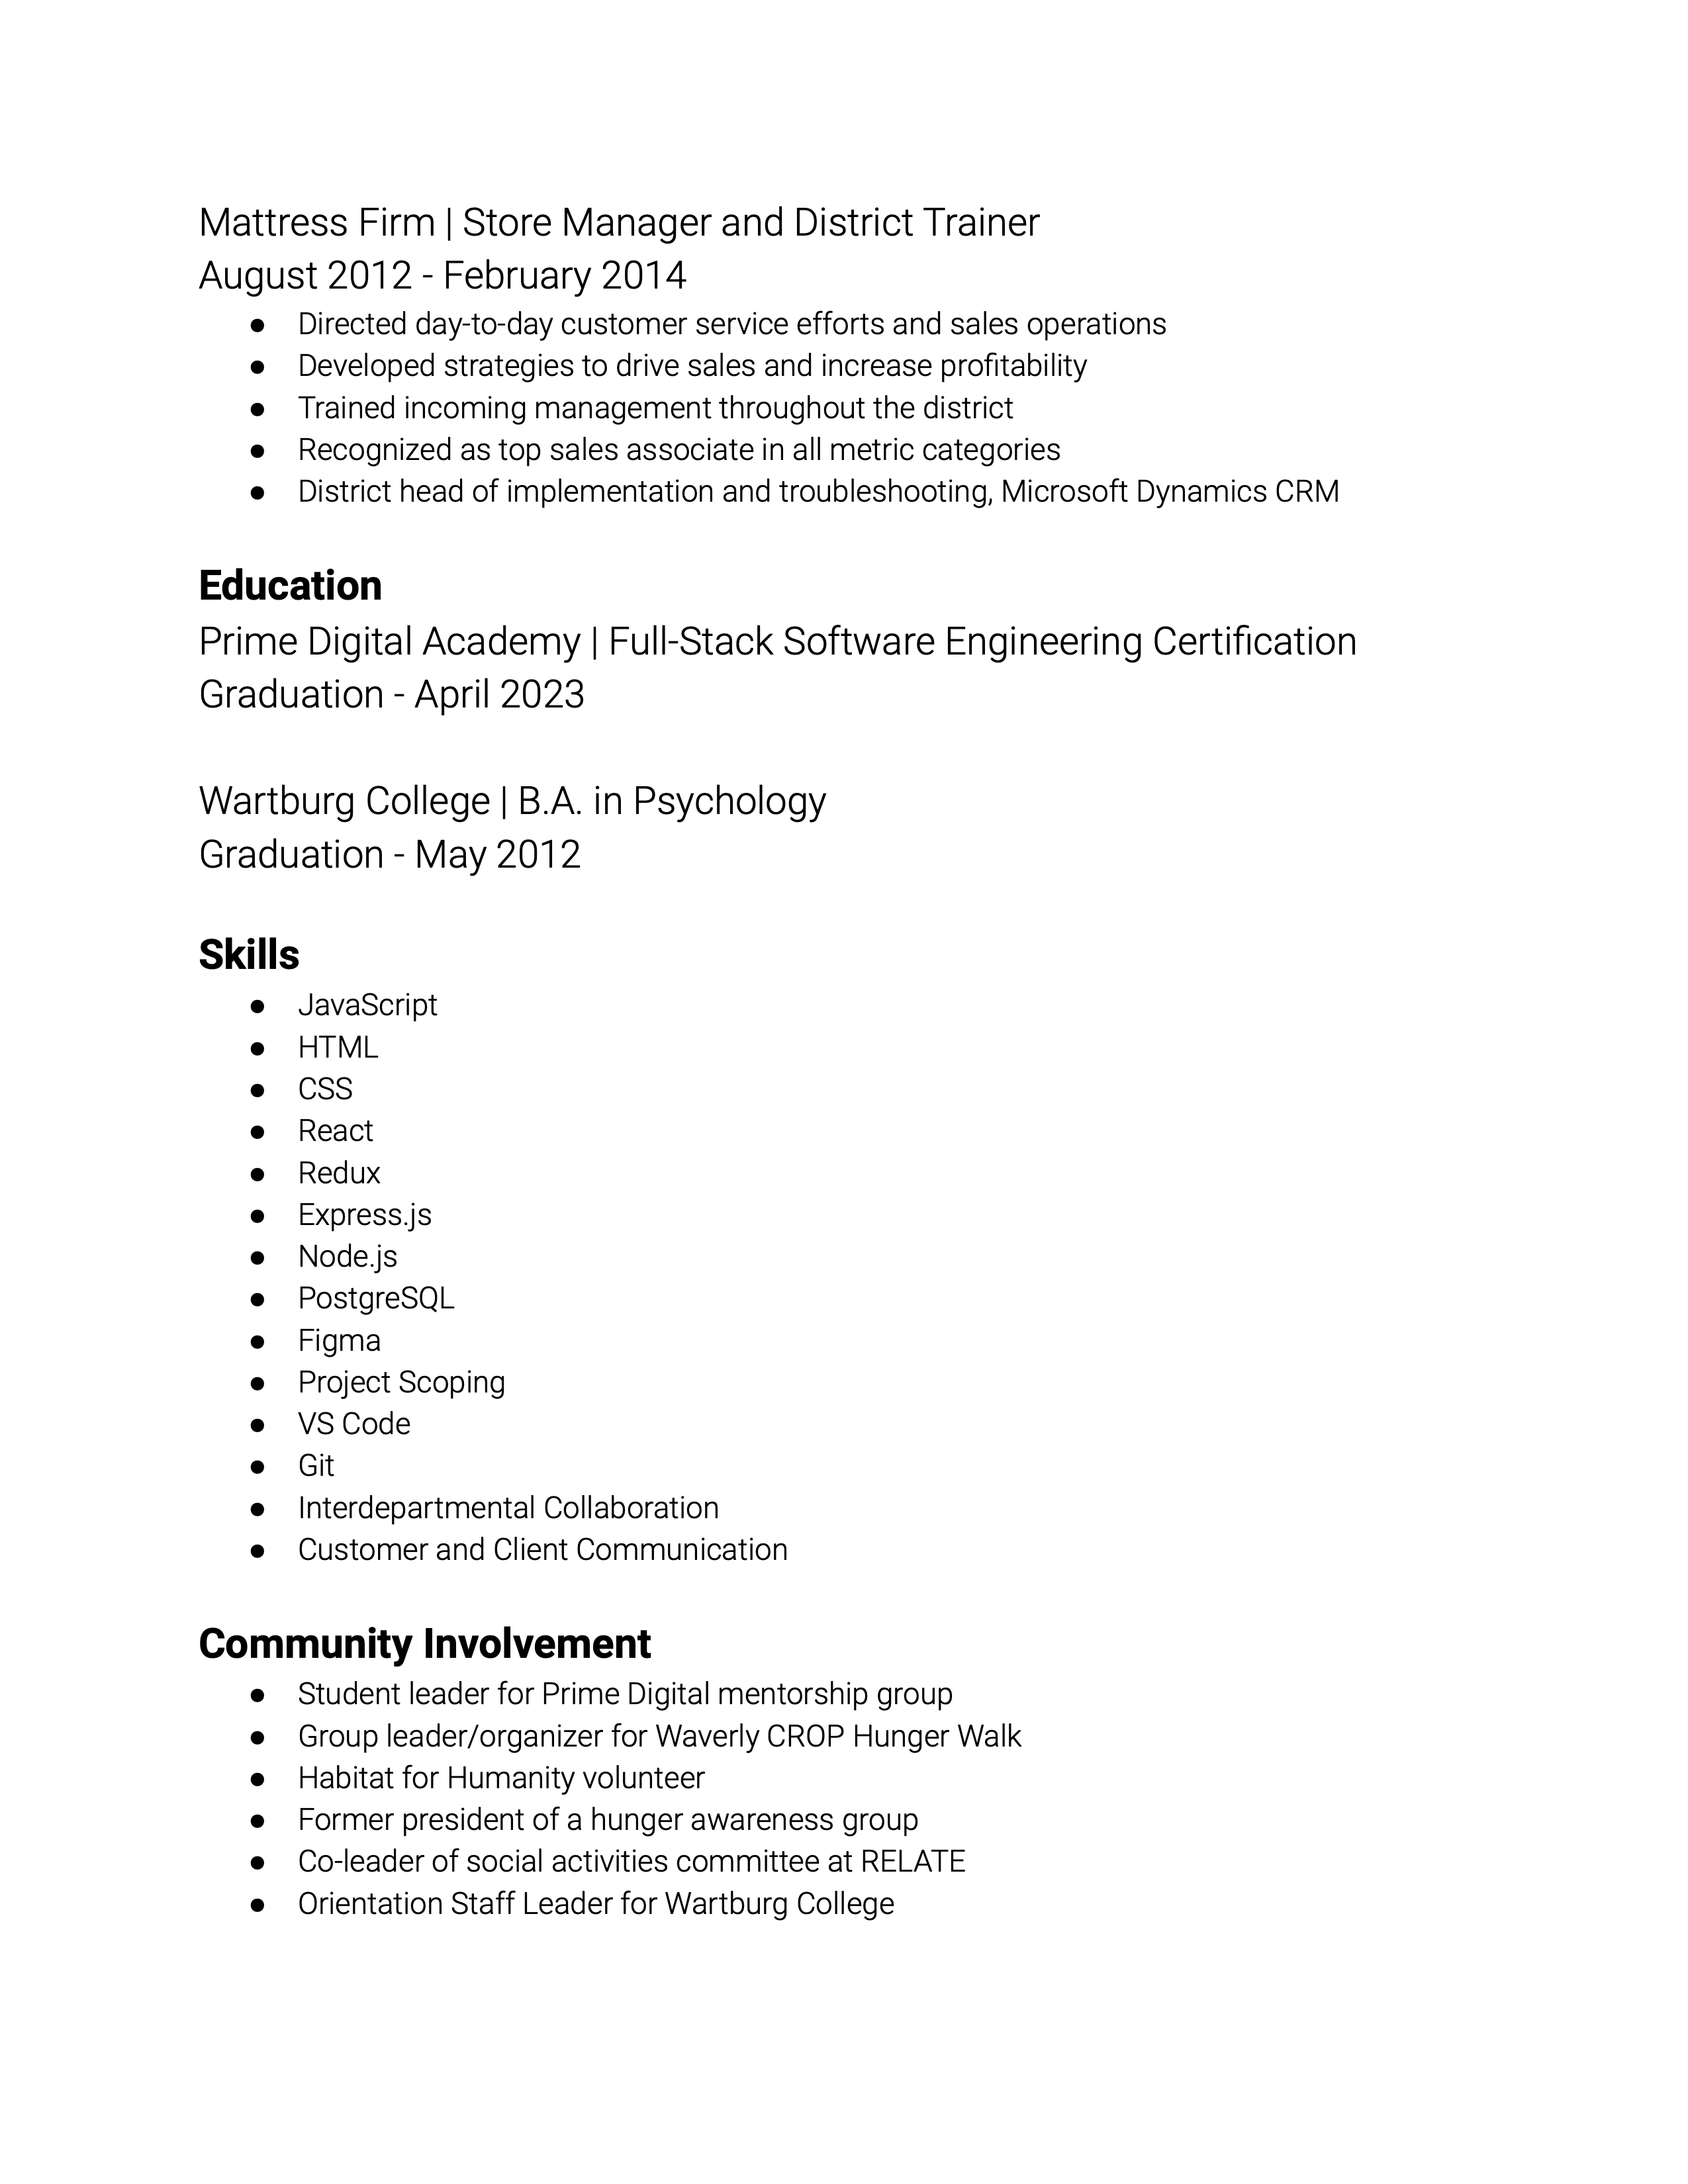 Mattress Firm | Store Manager and District Trainer
August 2012 - February 2014
● Directed day-to-day customer service efforts and sales operations
● Developed strategies to drive sales and increase profitability
● Trained incoming management throughout the district
● Recognized as top sales associate in all metric categories
● District head of implementation and troubleshooting, Microsoft Dynamics CRM
Education
Prime Digital Academy | Full-Stack Software Engineering Certification
Graduation - April 2023
Wartburg College | B.A. in Psychology
Graduation - May 2012
Skills
● JavaScript
● HTML
● CSS
● React
● Redux
● Express.js
● Node.js
● PostgreSQL
● Figma
● Project Scoping
● VS Code
● Git
● Interdepartmental Collaboration
● Customer and Client Communication
Community Involvement
● Student leader for Prime Digital mentorship group
● Group leader/organizer for Waverly CROP Hunger Walk
● Habitat for Humanity volunteer
● Former president of a hunger awareness group
● Co-leader of social activities committee at RELATE
● Orientation Staff Leader for Wartburg College